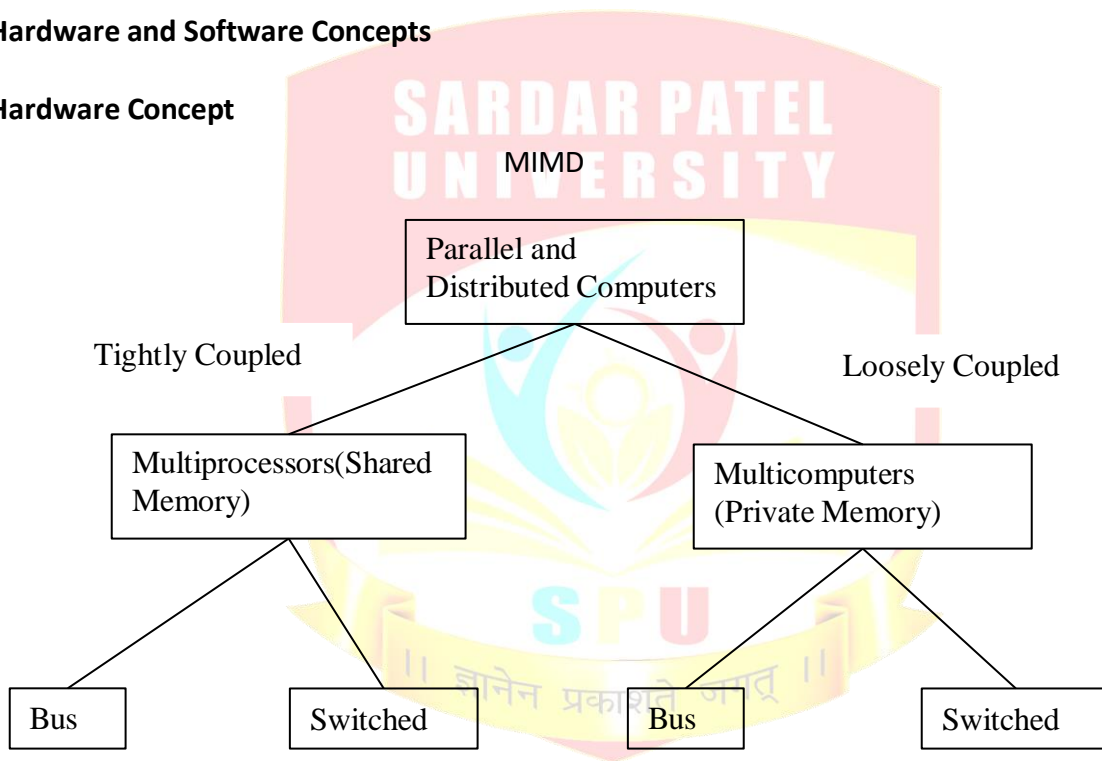 Hardware and Software Concepts
Hardware Concept
SARDAR PATEL
UNIVERSITY
MIMD
Parallel and
Distributed Computers
Tightly Coupled
Loosely Coupled
Multiprocessors(Shared
Memory)
Multicomputers
(Private Memory)
SPU
॥ ज्ञानेन प्रकाशते जगत् ॥
Bus
Switched
Bus
Switched